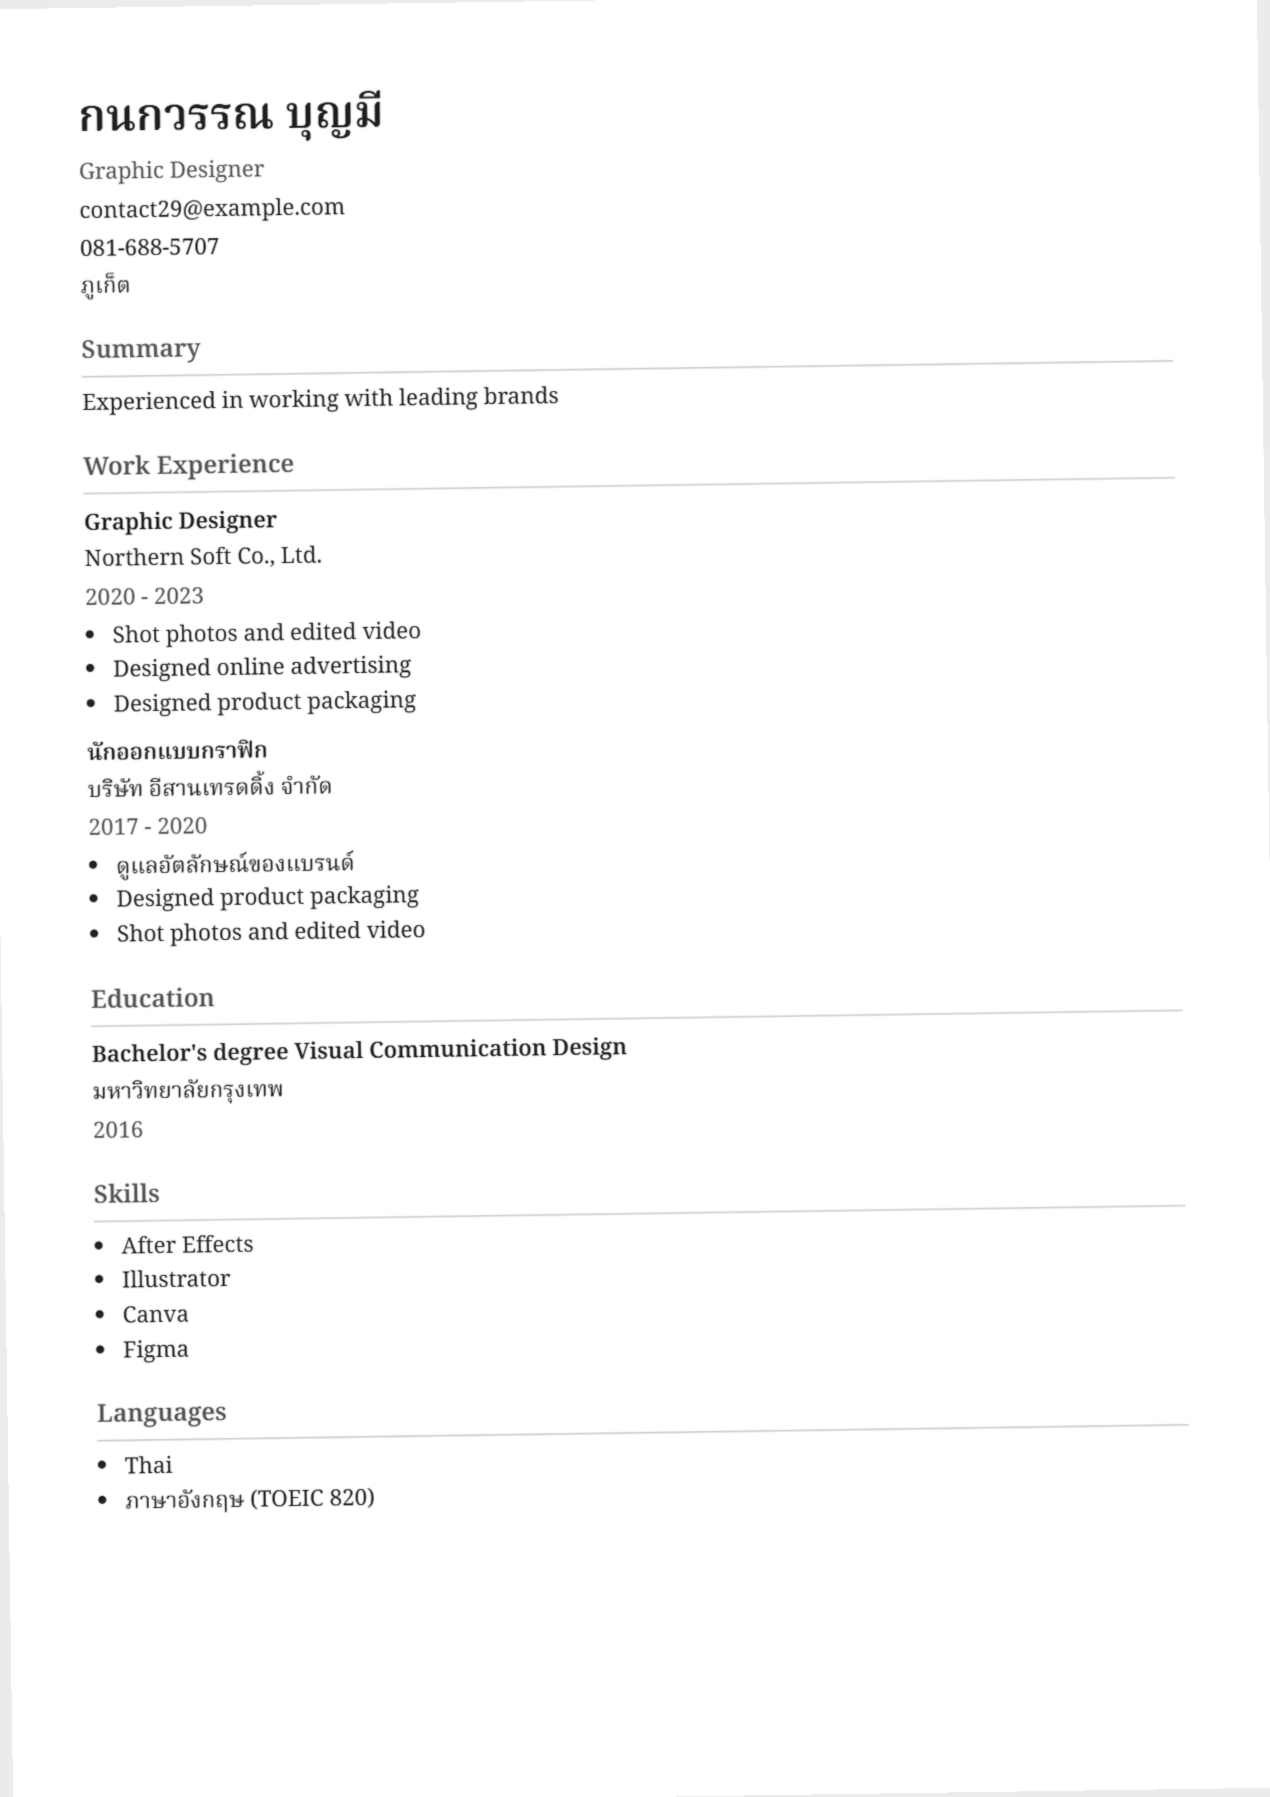 กนกวรรณ บุญมี
Graphic Designer
contact29@example.com
081-688-5707
ภูเก็ต
Summary
Experienced in working with leading brands
Work Experience
Graphic Designer
Northern Soft Co., Ltd.
2020 - 2023
• Shot photos and edited video
• Designed online advertising
• Designed product packaging
นักออกแบบกราฟิก
บริษัท อีสานเทรดดิ้ง จำกัด
2017 - 2020
• ดูแลอัตลักษณ์ของแบรนด์
• Designed product packaging
• Shot photos and edited video
Education
Bachelor's degree Visual Communication Design
มหาวิทยาลัยกรุงเทพ
2016
Skills
• After Effects
• Illustrator
• Canva
• Figma
Languages
• Thai
• ภาษาอังกฤษ (TOEIC 820)